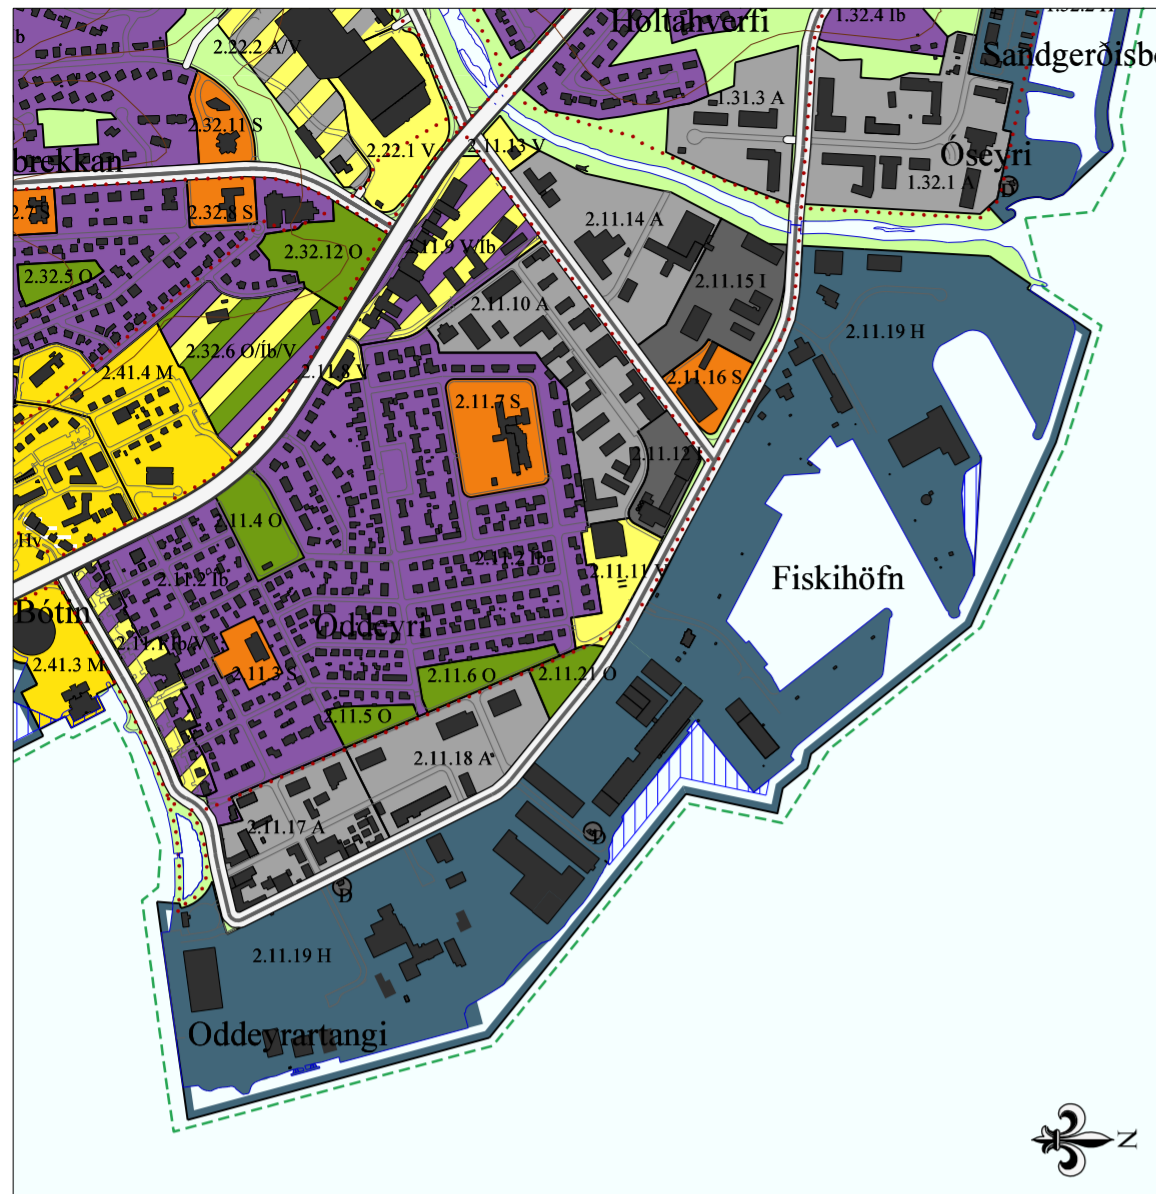 Holtahverfi
1.32.4 Íb
b
2.22.2 A/V
Sandgerðisb
1.31.3 A
2.32.11 S
2.22.1 V
2.11.13 V
Óseyri
brekkan
1.32.1 A
D
2.32.8 S
2.11.14 A
2.32.12 O
2.11.9 V/Íb
2.32.5 O
2.11.15 I
2.11.10 A
2.11.19 H
2.32.6 O/Íb/V
2.41.4 M
2.11.8 V
2.11.16 S
2.11.7 S
2.11.12 I
2.11.4 O
Hv
2.11.2 Íb
2.11.2 Íb
2.11.11
Fiskihöfn
Bótin
Oddeyri
2.11.1 Íb/V
2.41.3 M
2.11.3 S
2.11.6 O
2.11.21 O
2.11.5 O
2.11.18 A
2.11.17 A
D
D
2.11.19 H
Oddeyrartangi
N